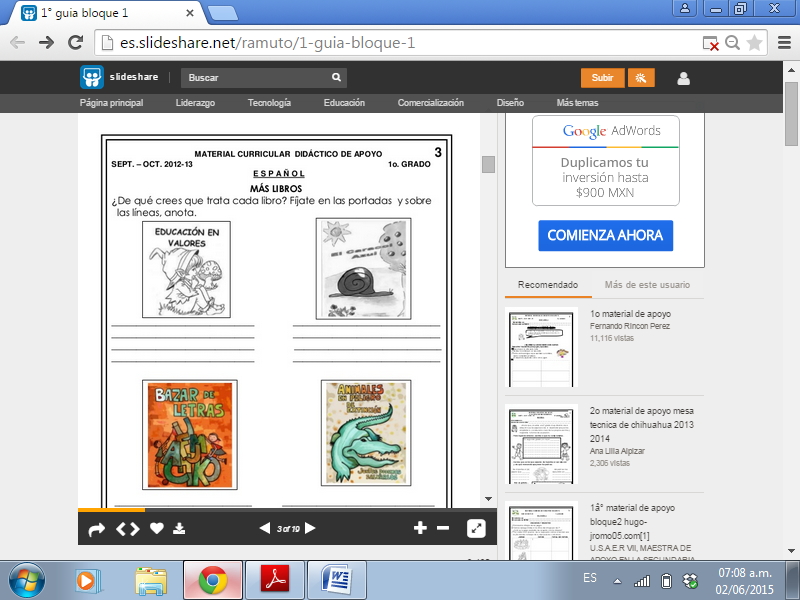 1° guia bloque 1
es.slideshare.net/ramuto/1-guia-bloque-1
slideshare
Buscar
Subir
Página principal
Liderazgo
Tecnología
Educación
Comercialización
Diseño
Más temas
MATERIAL CURRICULAR DIDÁCTICO DE APOYO
3
SEPT. – OCT. 2012-13
1o. GRADO
ESPAÑOL
MÁS LIBROS
¿De qué crees que trata cada libro? Fíjate en las portadas y sobre
las líneas, anota.
EDUCACIÓN EN
VALORES
El Caracol
Azul
BAZAR DE
LETRAS
ANIMALES
EN PELIGRO
DE
EXTINCIÓN
3 of 19
Google AdWords
Duplicamos tu
inversión hasta
$900 MXN
COMIENZA AHORA
Recomendado
Más de este usuario
1o material de apoyo
Fernando Rincon Perez
11,116 vistas
2o material de apoyo mesa
tecnica de chihuahua 2013
2014
Ana Lilia Alpizar
2,306 vistas
1â° material de apoyo
bloque2 hugo-
jromo05.com[1]
U.S.A.E.R VII, MAESTRA DE
APOYO EN LA SECUNDARIA
ES
07:08 a.m.
02/06/2015